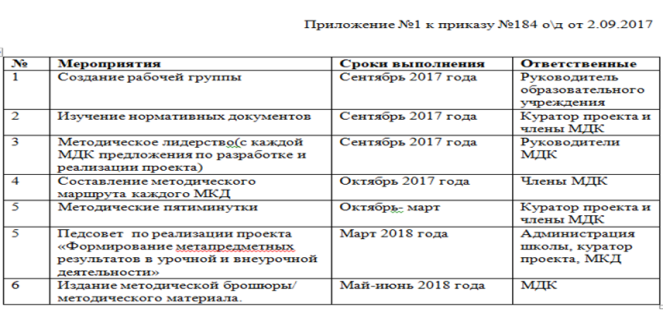 Приложение №1 к приказу №184 о\д от 2.09.2017
№ Мероприятия Сроки выполнения Ответственные
1 Создание рабочей группы Сентябрь 2017 года Руководитель
образовательного
учреждения
2 Изучение нормативных документов Сентябрь 2017 года Куратор проекта и
члены МДК
3 Методическое лидерство(с каждой Сентябрь 2017 года Руководители
МДК предложения по разработке и МДК
реализации проекта)
4 Составление методического Октябрь 2017 года Члены МДК
маршрута каждого МКД
5 Методические пятиминутки Октябрь- март Куратор проекта и
члены МДК
5 Педсовет по реализации проекта Март 2018 года Администрация
«Формирование метапредметных школы, куратор
результатов в урочной и внеурочной проекта, МКД
деятельности»
6 Издание методической брошюры/ Май-июнь 2018 года МДК
методического материала.